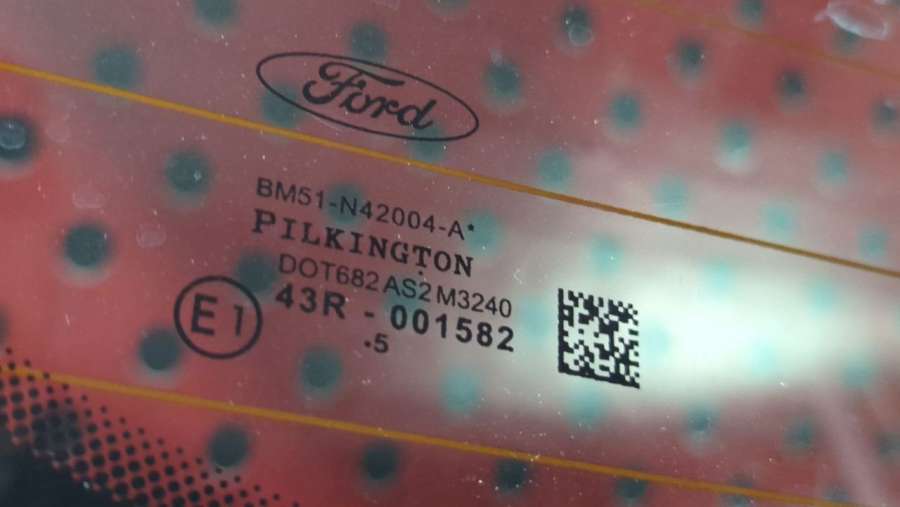 Ford
BM51-N42004-A*
PILKINGTON
DOT682 AS2 M3240
E1
43R - 001582
.5